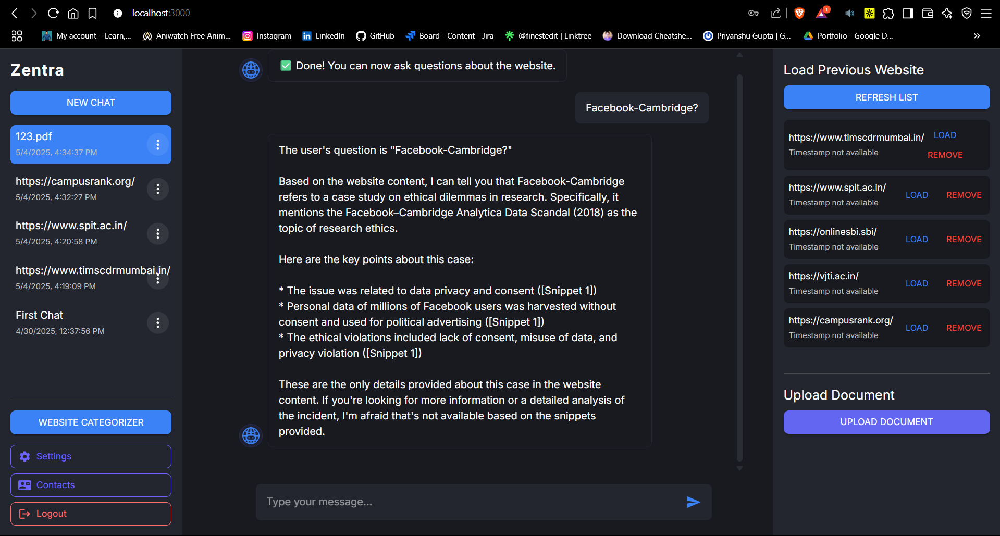 localhost:3000
1
My account – Learn,...
Aniwatch Free Anim...
Instagram
LinkedIn
GitHub
Board - Content - Jira
@finestedit | Linktree
Download Cheatshe...
Priyanshu Gupta | G...
Portfolio - Google D...
»
Zentra
NEW CHAT
123.pdf
5/4/2025, 4:34:37 PM
https://campusrank.org/
5/4/2025, 4:32:27 PM
https://www.spit.ac.in/
5/4/2025, 4:20:58 PM
https://www.timscdrmumbai.in/
5/4/2025, 4:19:09 PM
First Chat
4/30/2025, 12:37:56 PM
WEBSITE CATEGORIZER
Settings
Contacts
Logout
✅ Done! You can now ask questions about the website.
Facebook-Cambridge?
The user's question is "Facebook-Cambridge?"
Based on the website content, I can tell you that Facebook-Cambridge
refers to a case study on ethical dilemmas in research. Specifically, it
mentions the Facebook–Cambridge Analytica Data Scandal (2018) as the
topic of research ethics.
Here are the key points about this case:
* The issue was related to data privacy and consent ([Snippet 1])
* Personal data of millions of Facebook users was harvested without
consent and used for political advertising ([Snippet 1])
* The ethical violations included lack of consent, misuse of data, and
privacy violation ([Snippet 1])
These are the only details provided about this case in the website
content. If you're looking for more information or a detailed analysis of
the incident, I'm afraid that's not available based on the snippets
provided.
Type your message...
Load Previous Website
REFRESH LIST
https://www.timscdrmumbai.in/
LOAD
Timestamp not available
REMOVE
https://www.spit.ac.in/
Timestamp not available
LOAD
REMOVE
https://onlinesbi.sbi/
Timestamp not available
LOAD
REMOVE
https://vjti.ac.in/
Timestamp not available
LOAD
REMOVE
https://campusrank.org/
Timestamp not available
LOAD
REMOVE
Upload Document
UPLOAD DOCUMENT